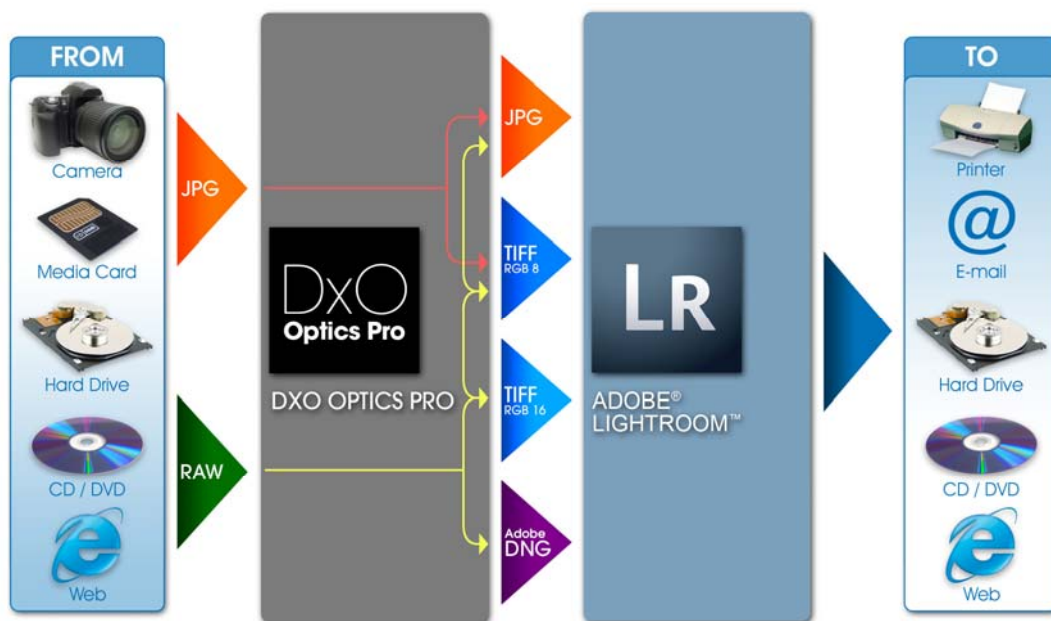 FROM
Camera
Media Card
Hard Drive
CD / DVD
Web
JPG
RAW
DxO
Optics Pro
DXO OPTICS PRO
JPG
TIFF
RGB 8
TIFF
RGB 16
Adobe
DNG
LR
ADOBE®
LIGHTROOM™
TO
Printer
@
E-mail
Hard Drive
CD / DVD
Web